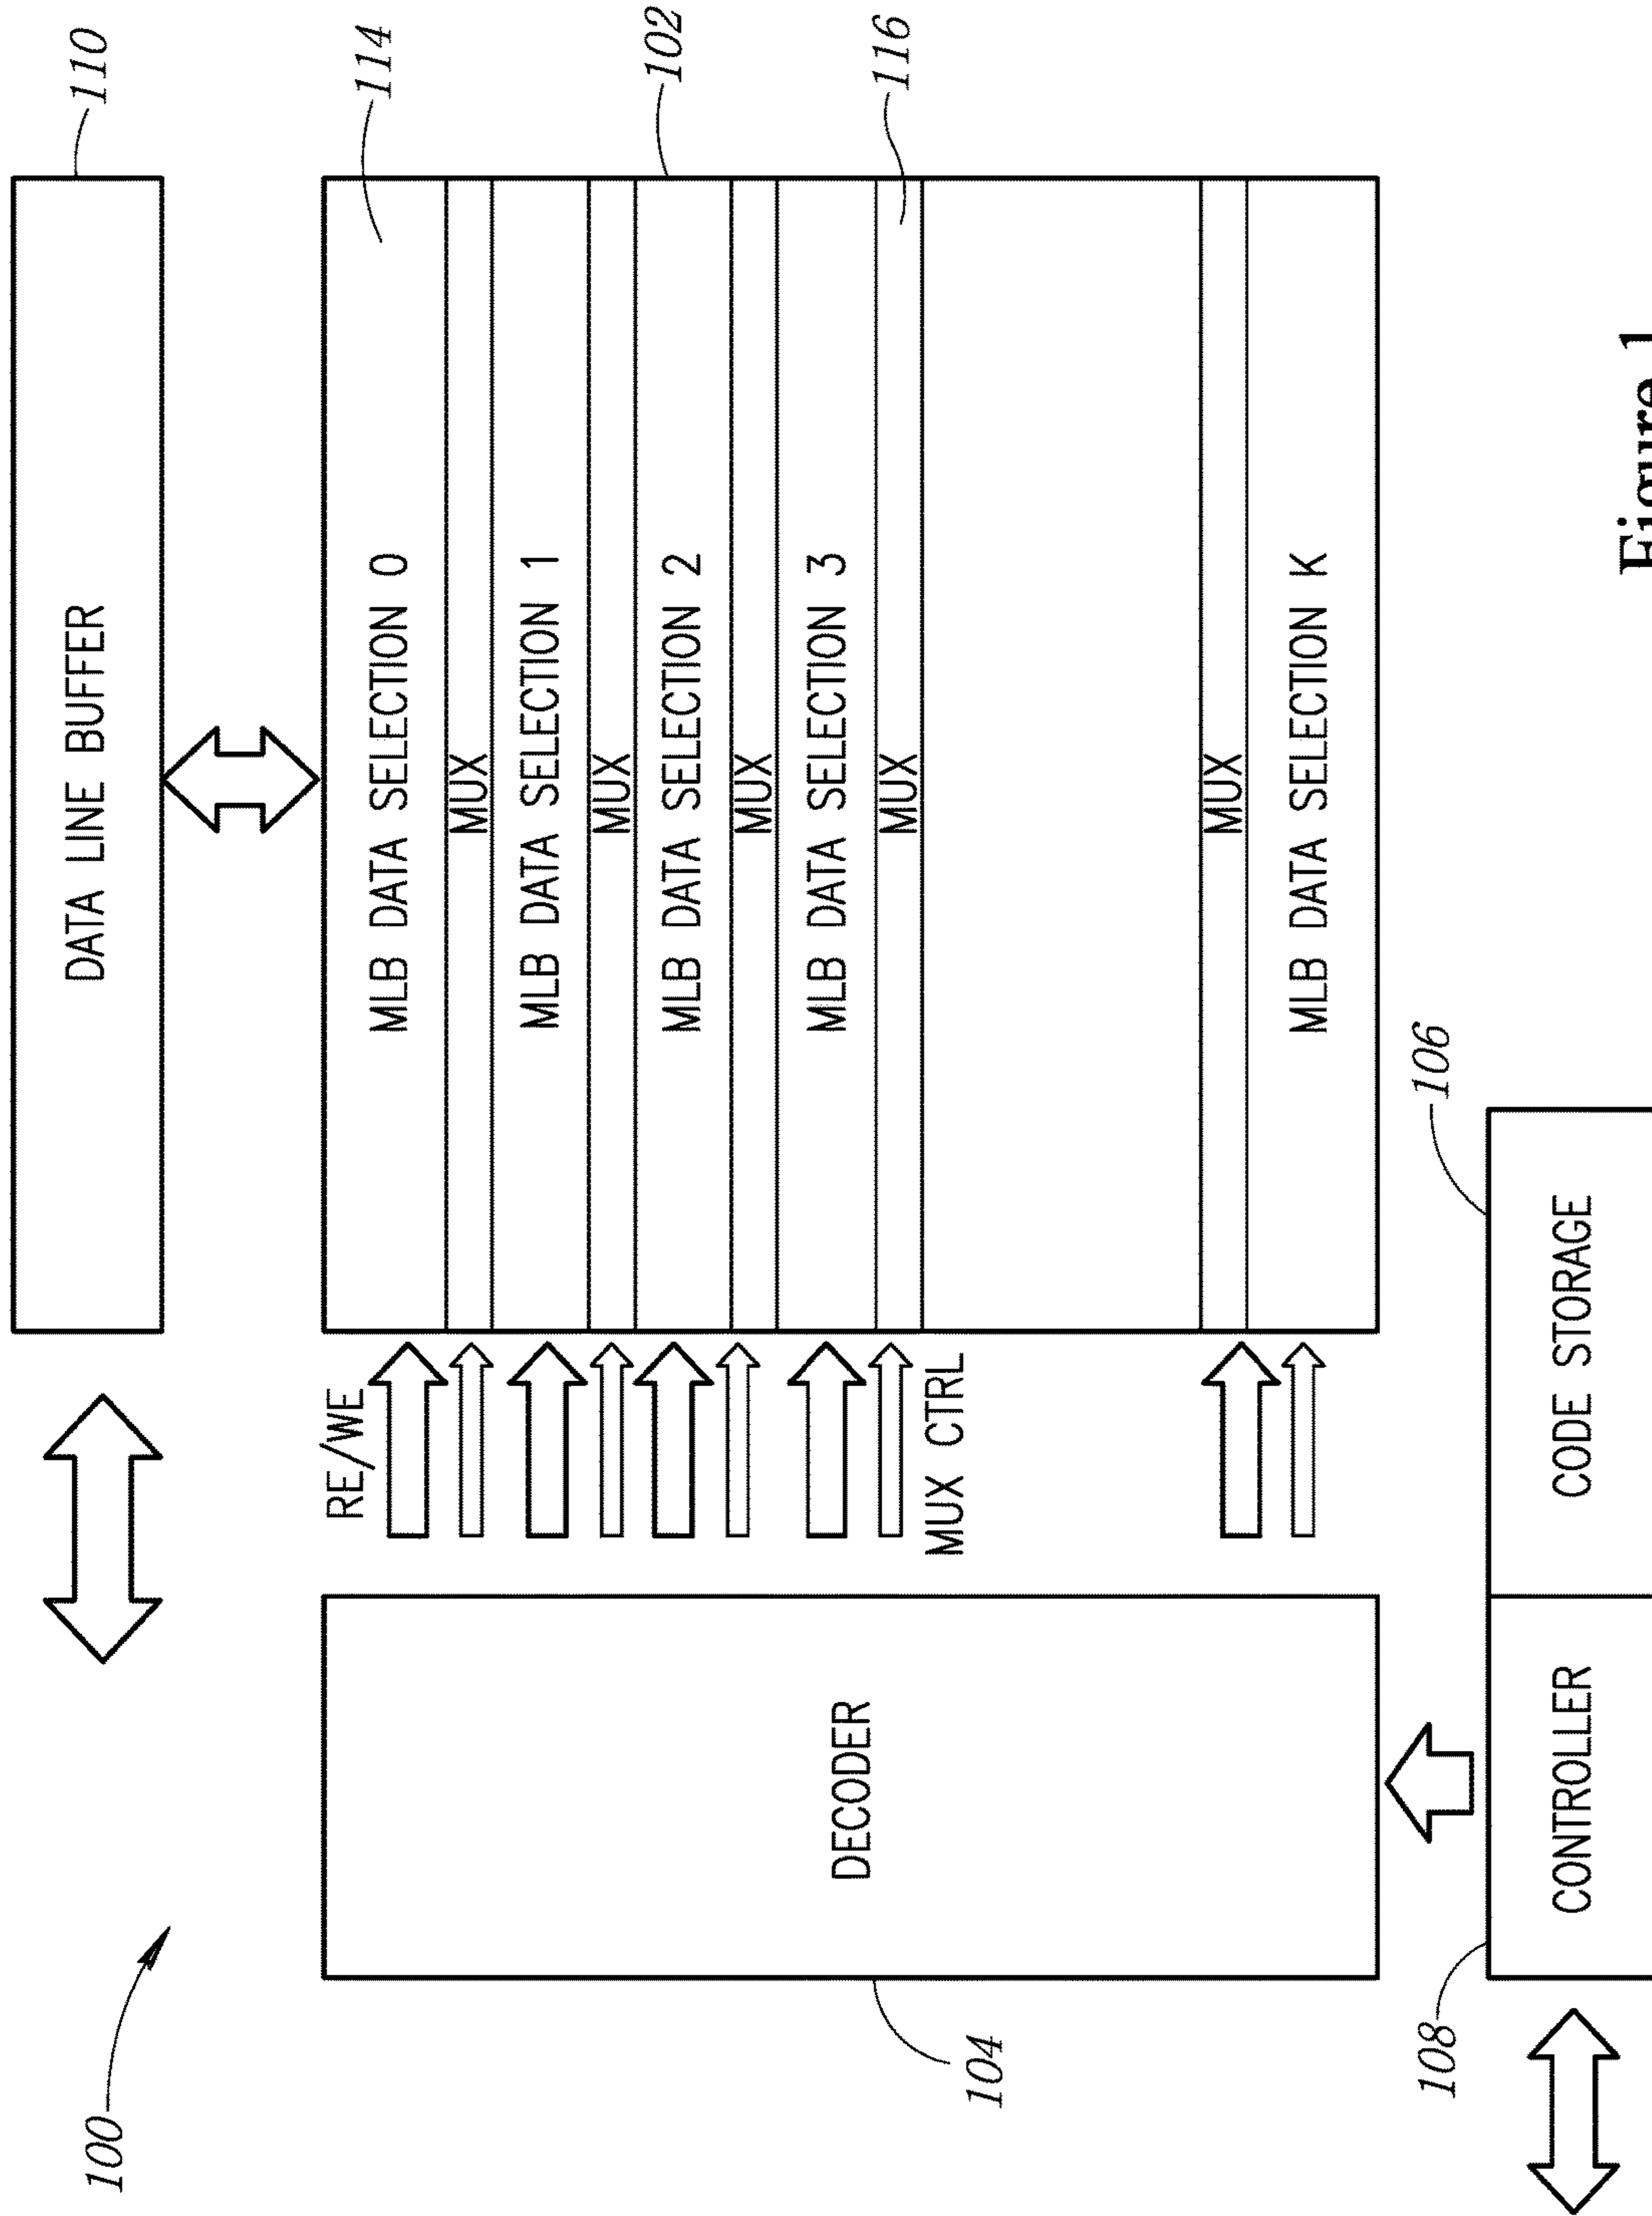 100
110
DATA LINE BUFFER
114
102
116
RE/WE
MLB DATA SELECTION 0
MUX
MLB DATA SELECTION 1
MUX
MLB DATA SELECTION 2
MUX
MLB DATA SELECTION 3
MUX
MUX CTRL
MUX
MLB DATA SELECTION K
DECODER
104
106
108
CONTROLLER
CODE STORAGE
Figure 1